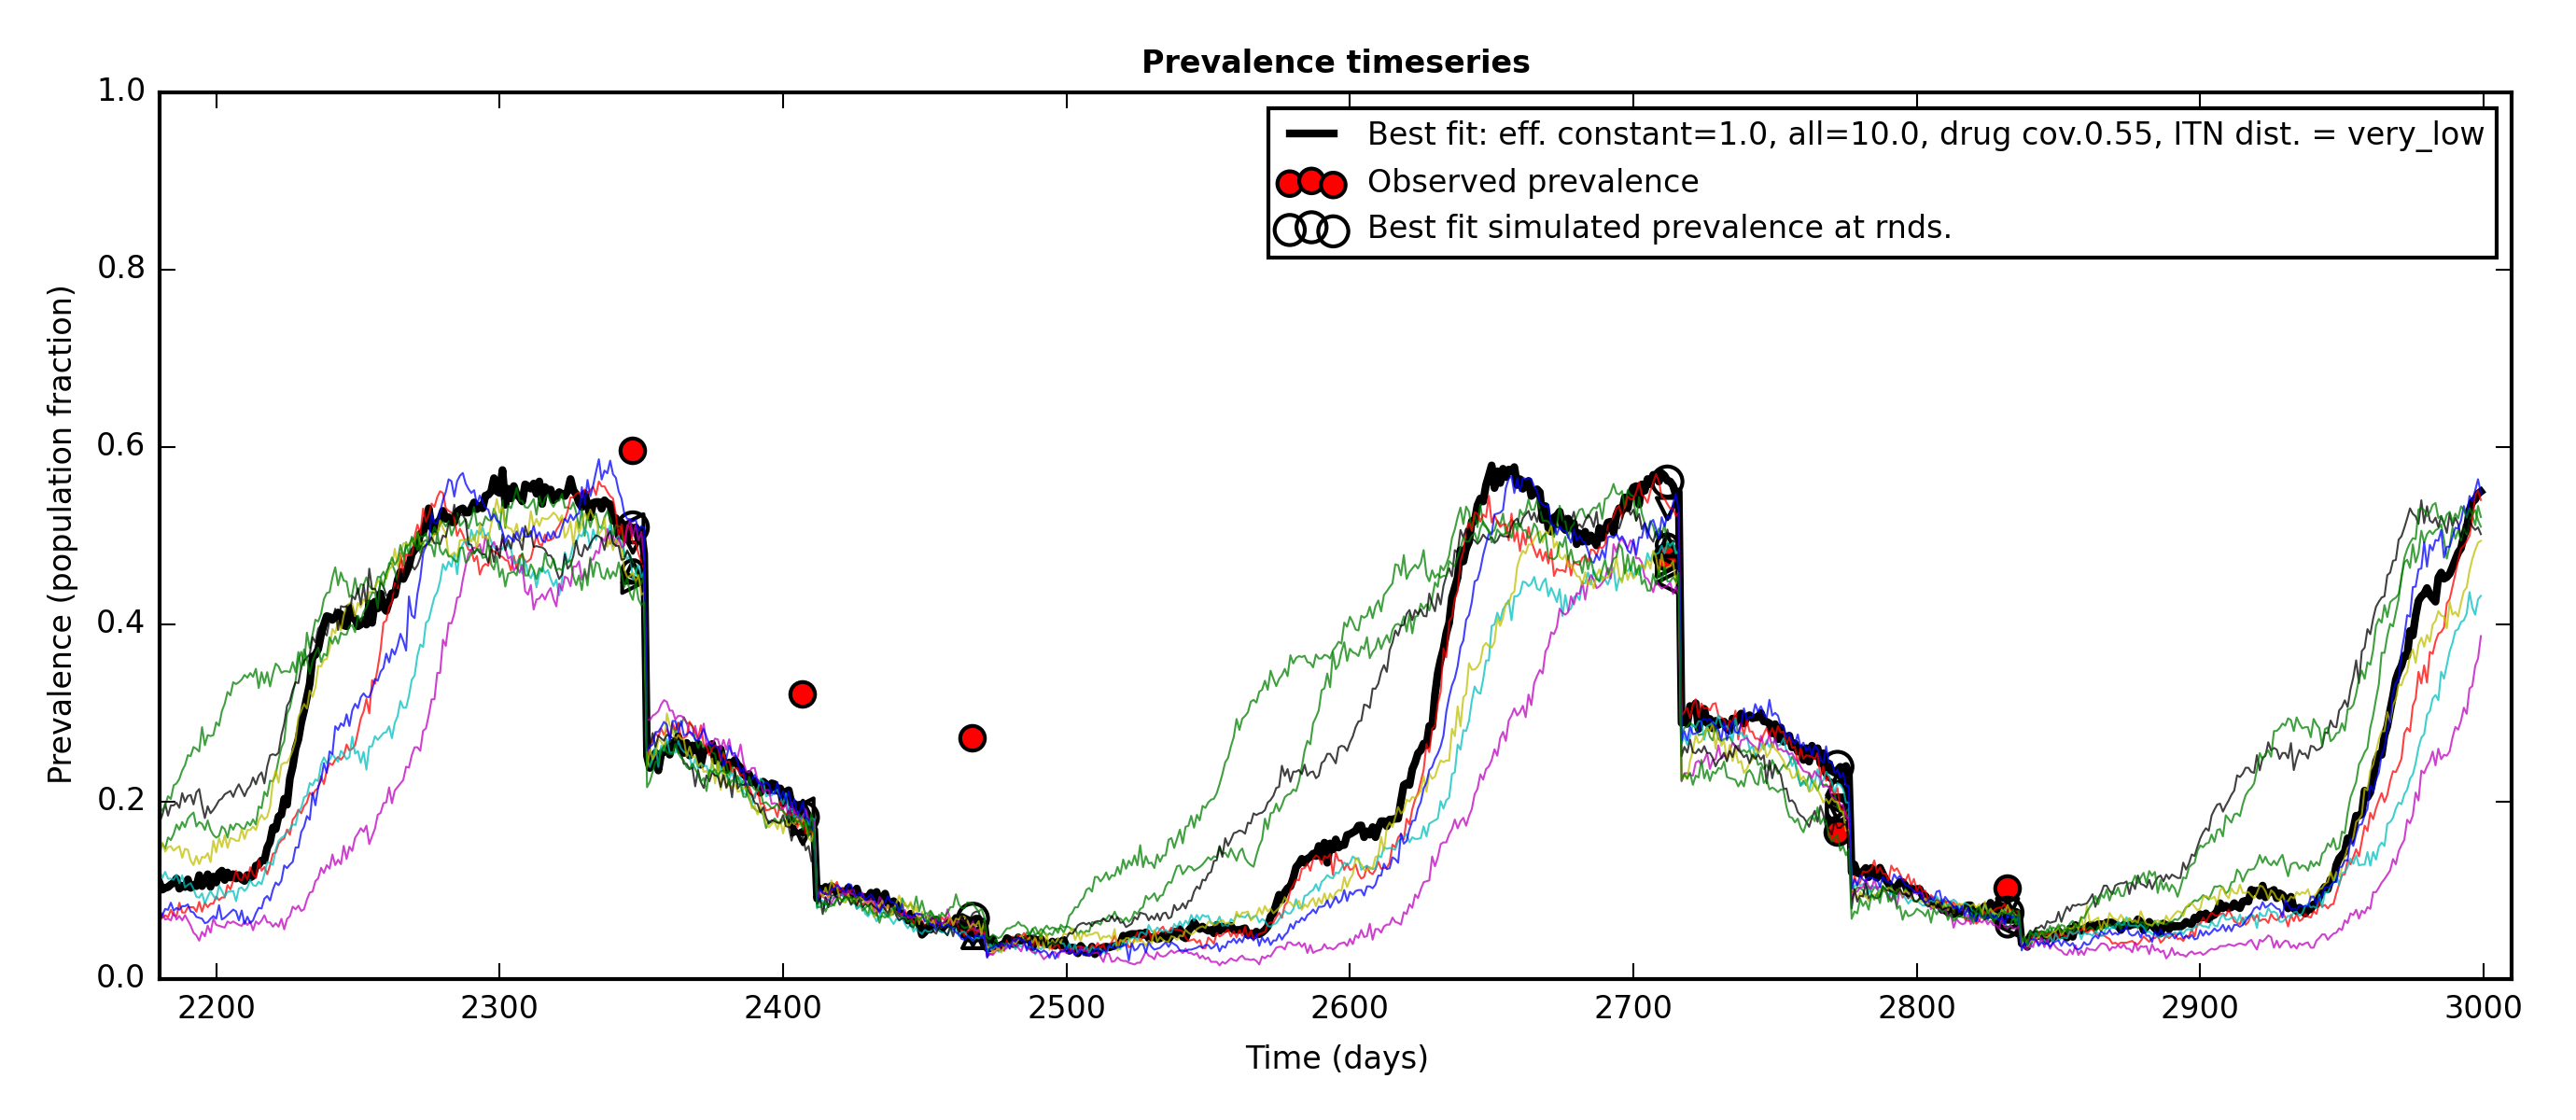 Prevalence timeseries
1.0
0.8
0.6
0.4
0.2
0.0
Prevalence (population fraction)
Best fit: eff. constant=1.0, all=10.0, drug cov.0.55, ITN dist. = very_low
Observed prevalence
Best fit simulated prevalence at rnds.
2200 2300 2400 2500 2600 2700 2800 2900 3000
Time (days)